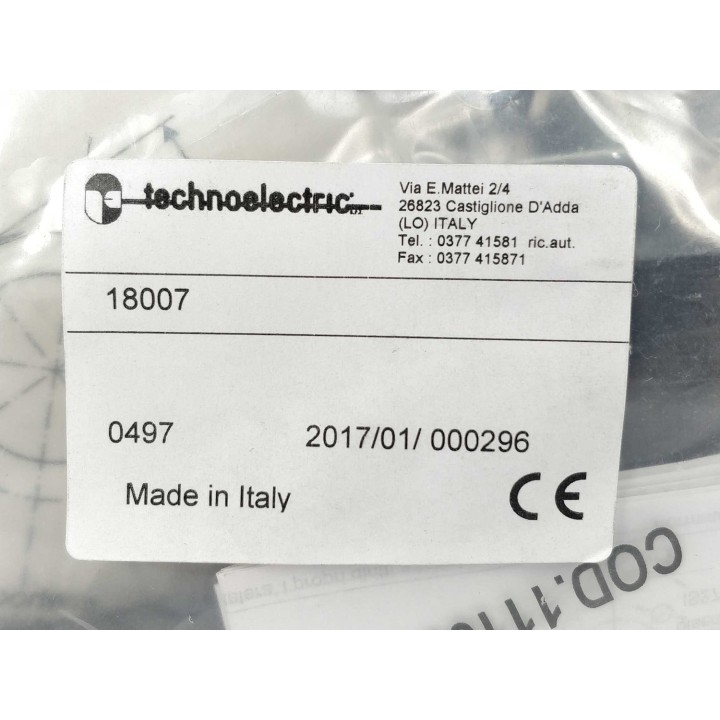 technoelectric
Via E.Mattei 2/4
26823 Castiglione D'Adda
(LO) ITALY
Tel. : 0377 41581 ric.aut.
Fax : 0377 415871
18007
0497 2017/01/ 000296
Made in Italy
CE
COD.111